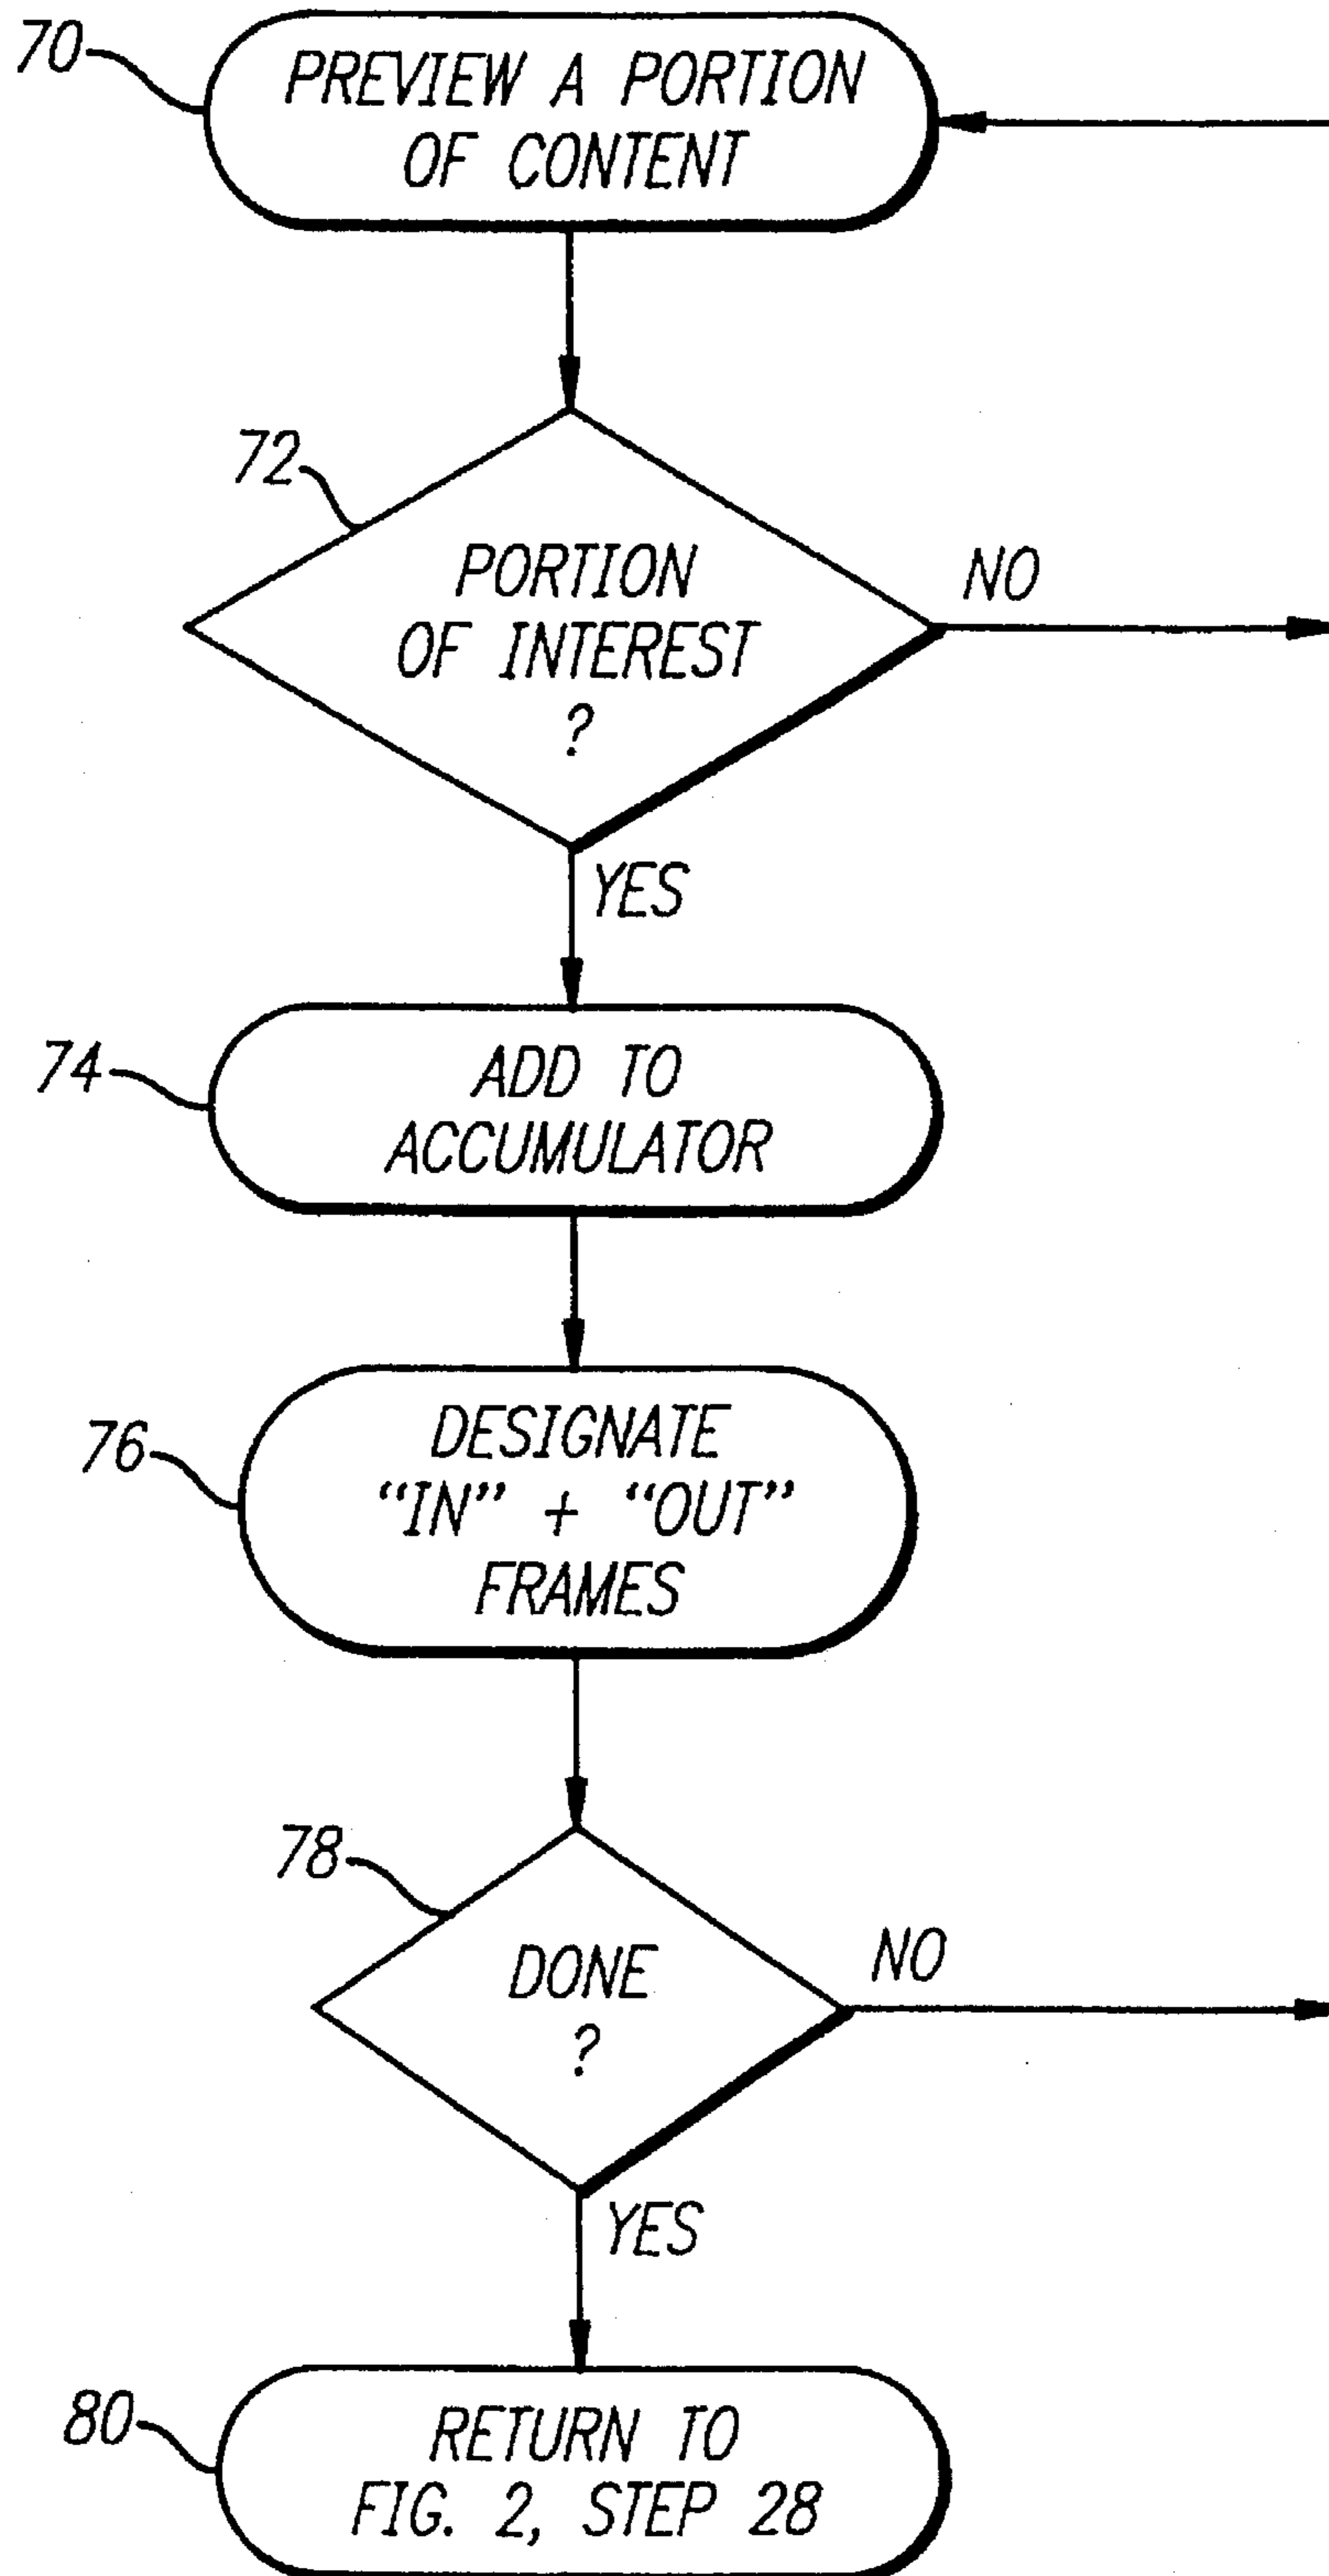 70
PREVIEW A PORTION
OF CONTENT
72
PORTION
OF INTEREST
?
NO
YES
74
ADD TO
ACCUMULATOR
76
DESIGNATE
“IN” + “OUT”
FRAMES
78
DONE
?
NO
YES
80
RETURN TO
FIG. 2, STEP 28